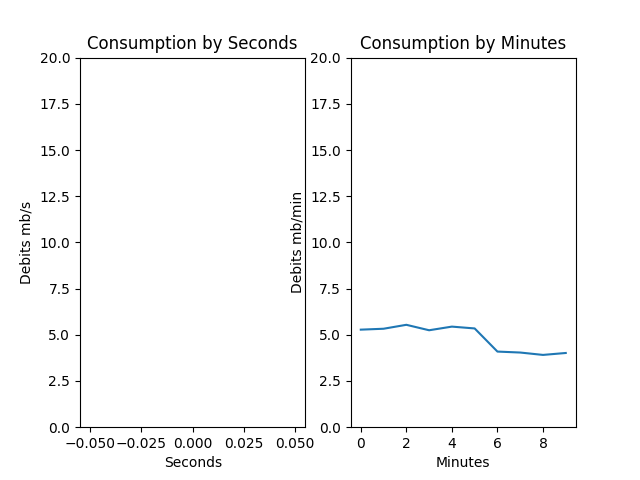 Consumption by Seconds
20.0
17.5
15.0
12.5
10.0
7.5
5.0
2.5
0.0
Debits mb/s
−0.050 −0.025 0.000 0.025 0.050
Seconds
Consumption by Minutes
20.0
17.5
15.0
12.5
10.0
7.5
5.0
2.5
0.0
Debits mb/min
0 2 4 6 8
Minutes